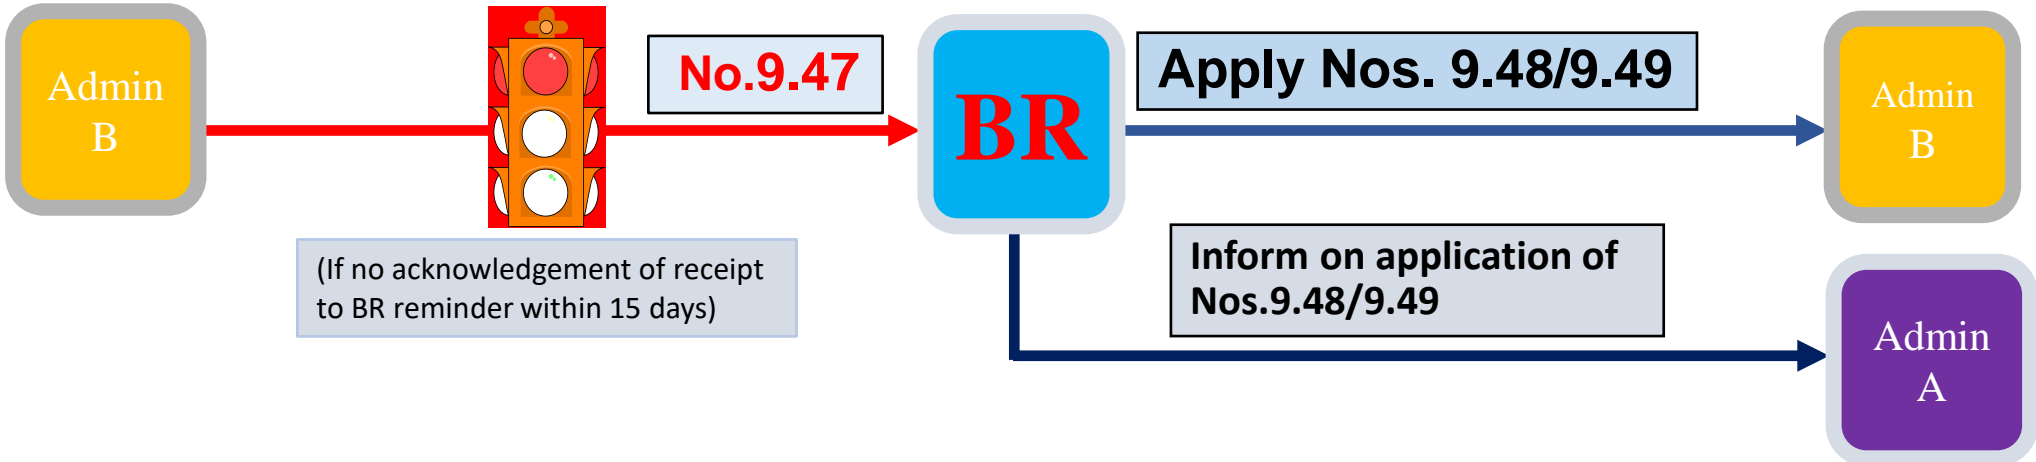 Admin
B
No.9.47
BR
Apply Nos. 9.48/9.49
Admin
B
(If no acknowledgement of receipt
to BR reminder within 15 days)
Inform on application of
Nos.9.48/9.49
Admin
A